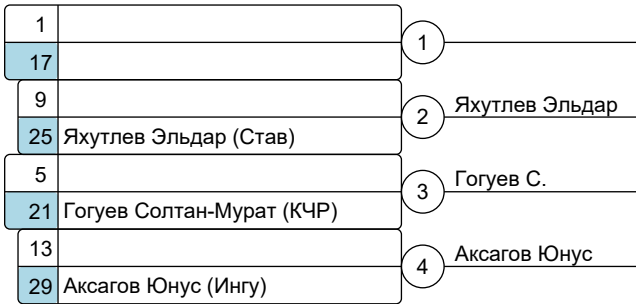 1
1
17
9
2 Яхутлев Эльдар
25 Яхутлев Эльдар (Став)
5
3 Гогуев С.
21 Гогуев Солтан-Мурат (КЧР)
13
4 Аксагов Юнус
29 Аксагов Юнус (Ингу)